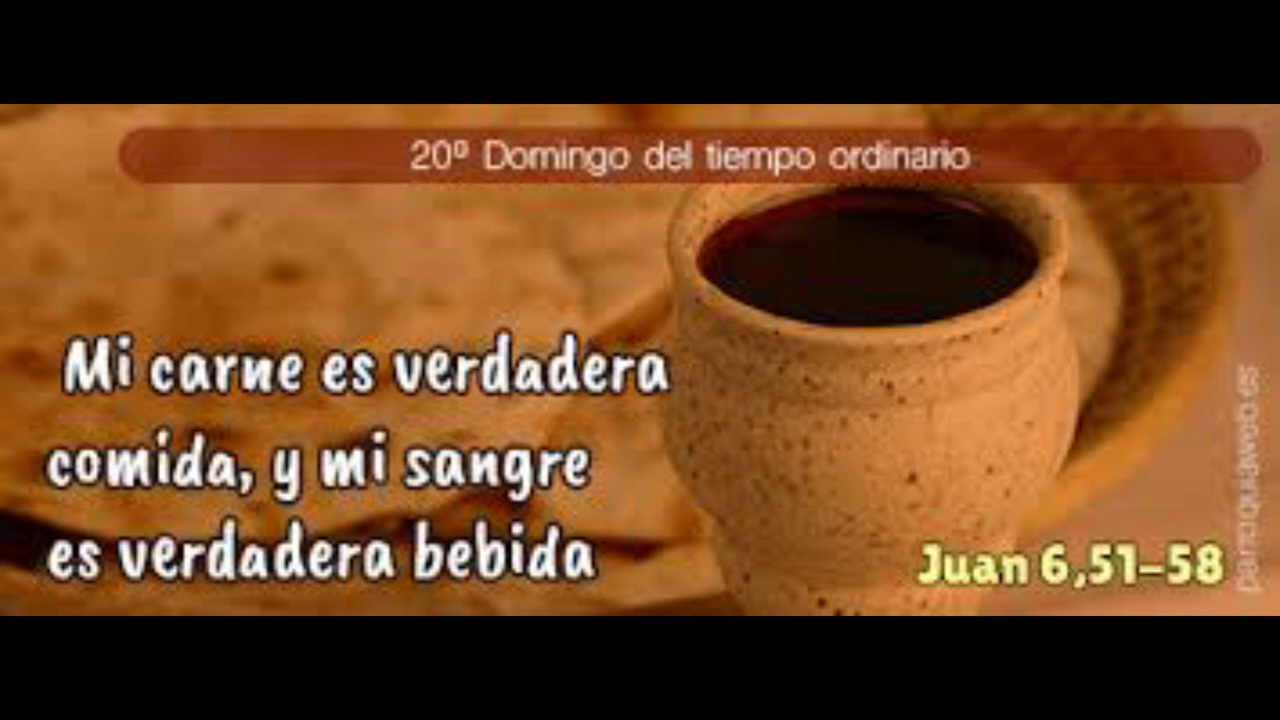 20º Domingo del tiempo ordinario
Mi carne es verdadera
comida, y mi sangre
es verdadera bebida
Juan 6,51-58
parroquiaweb.es